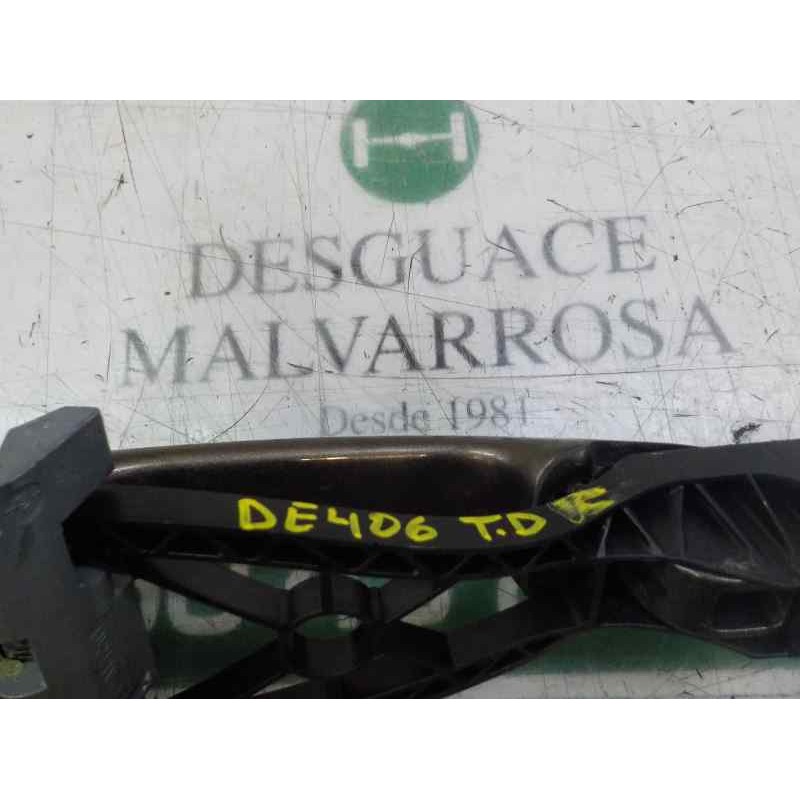 DESGUACE
MALVARROSA
Desde 1981
DE406 T.D